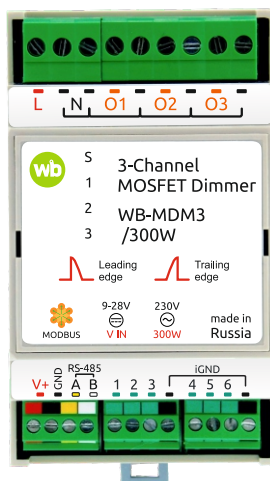 L N O1 O2 O3
wb
S
1
2
3
3-Channel
MOSFET Dimmer
WB-MDM3
/300W
Leading
edge
Trailing
edge
MODBUS
9-28V
V IN
230V
300W
made in
Russia
RS-485
iGND
V+ GND A B 1 2 3 4 5 6